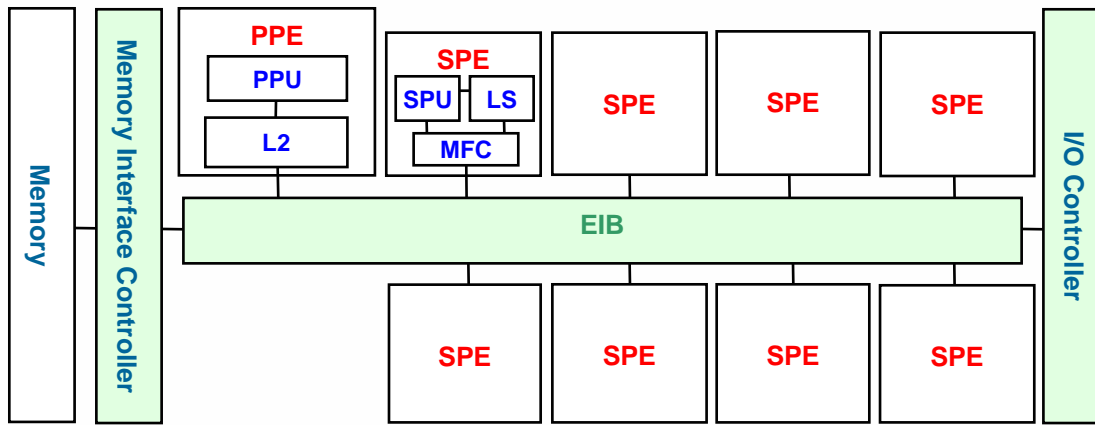 Memory
Memory Interface Controller
PPE
PPU
L2
SPE
SPU
LS
MFC
SPE
SPE
SPE
EIB
SPE
SPE
SPE
SPE
I/O Controller